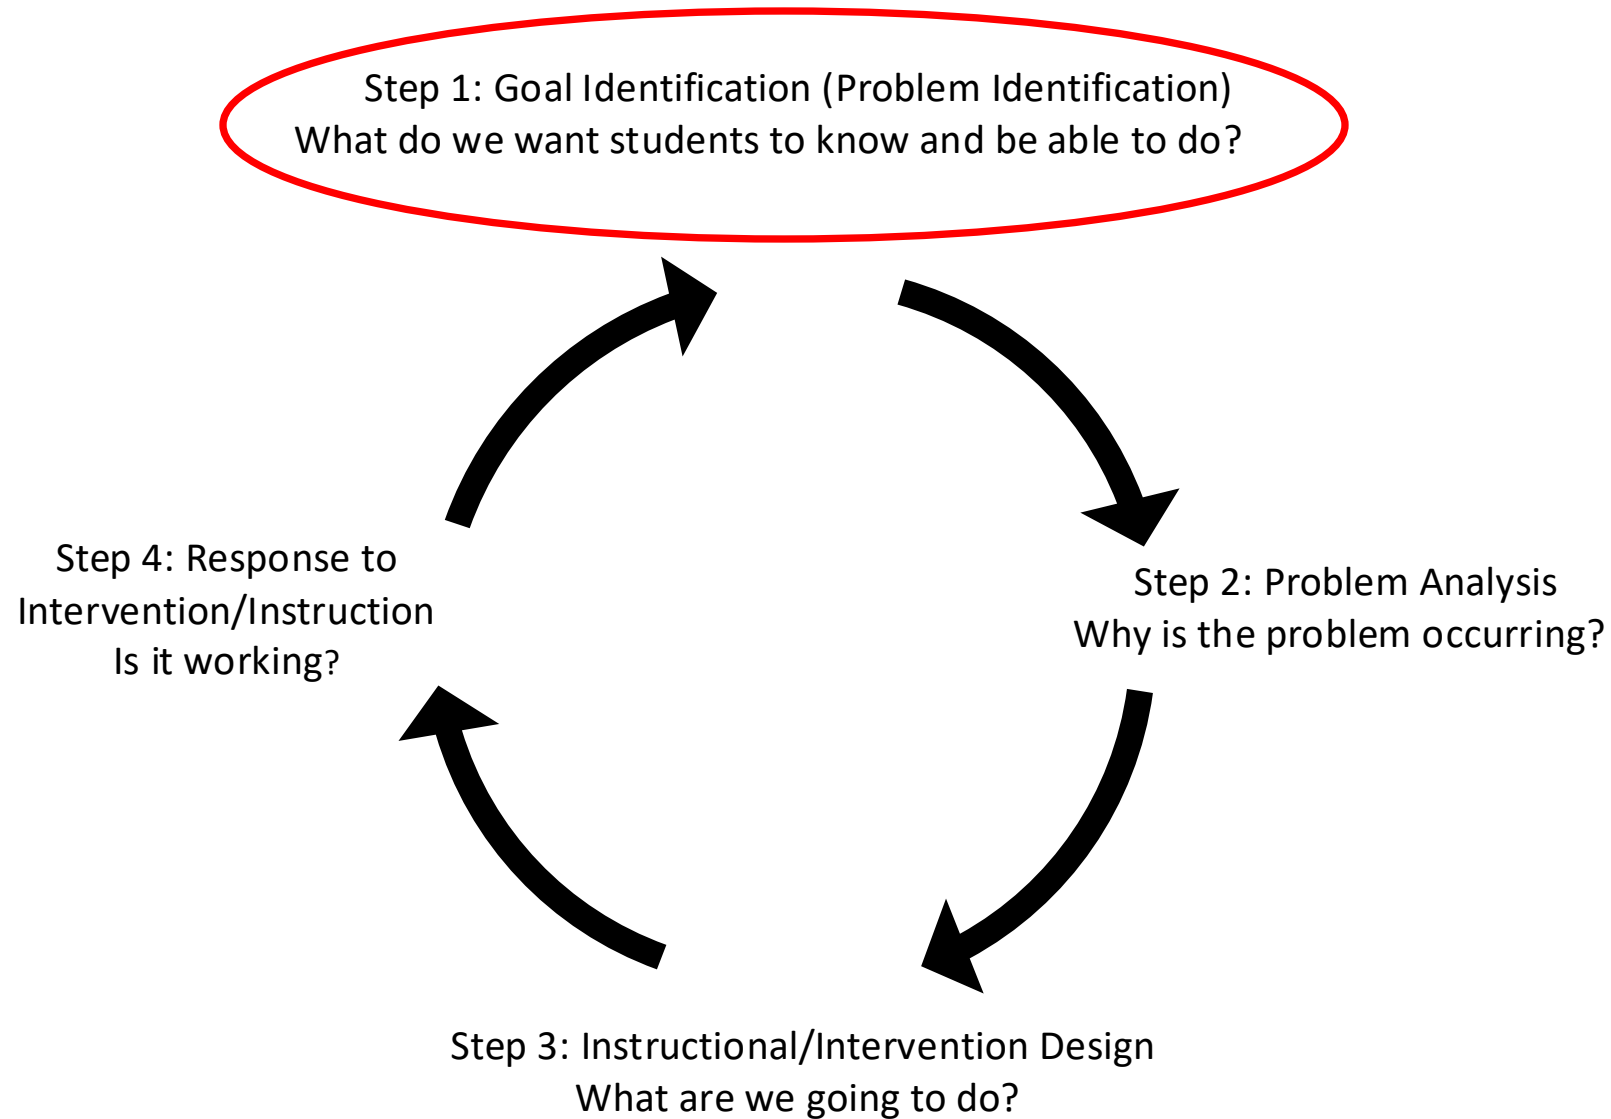 Step 1: Goal Identification (Problem Identification)
What do we want students to know and be able to do?
Step 2: Problem Analysis
Why is the problem occurring?
Step 3: Instructional/Intervention Design
What are we going to do?
Step 4: Response to
Intervention/Instruction
Is it working?